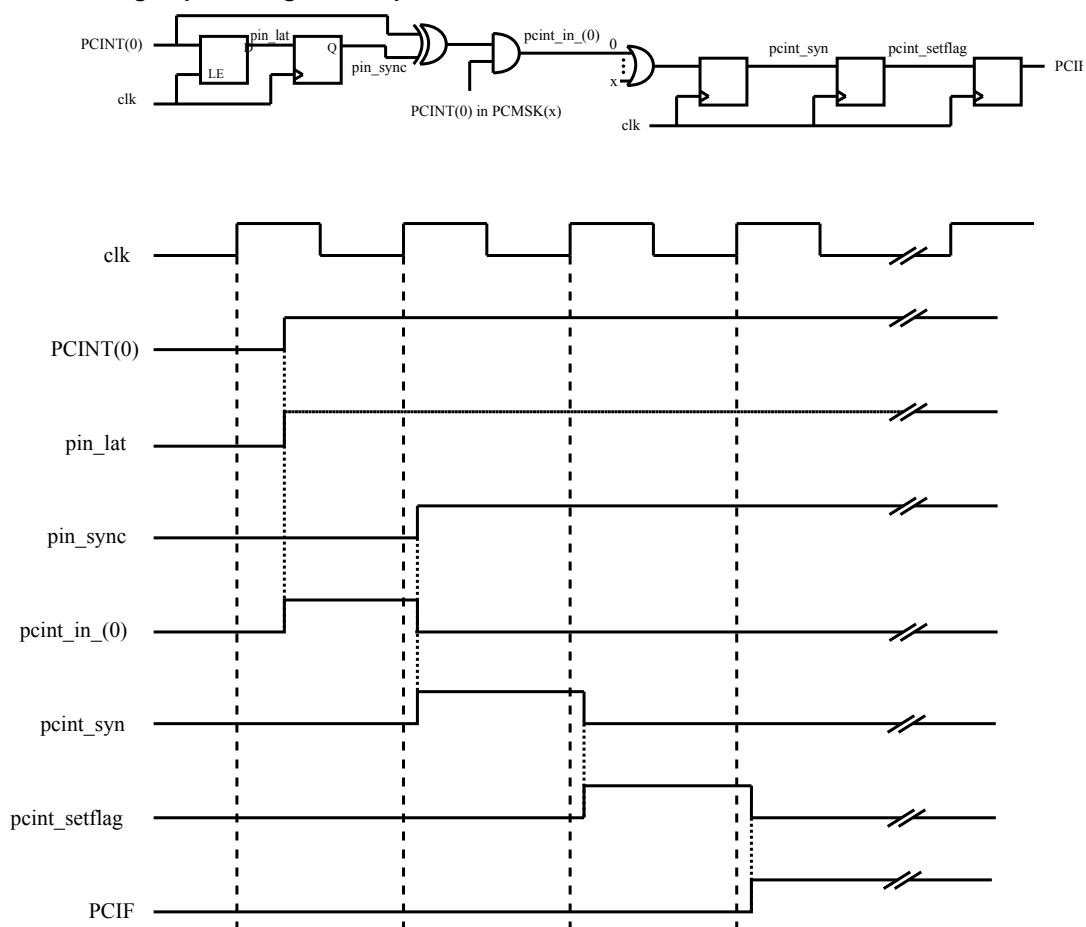 pin_lat
pcint_in_(0)
PCINT(0)
D
Q
0
pcint_syn
pcint_setflag
pin_sync
LE
x
clk
PCINT(0) in PCMSK(x)
clk
clk
PCINT(0)
pin_lat
pin_sync
pcint_in_(0)
pcint_syn
pcint_setflag
PCIF